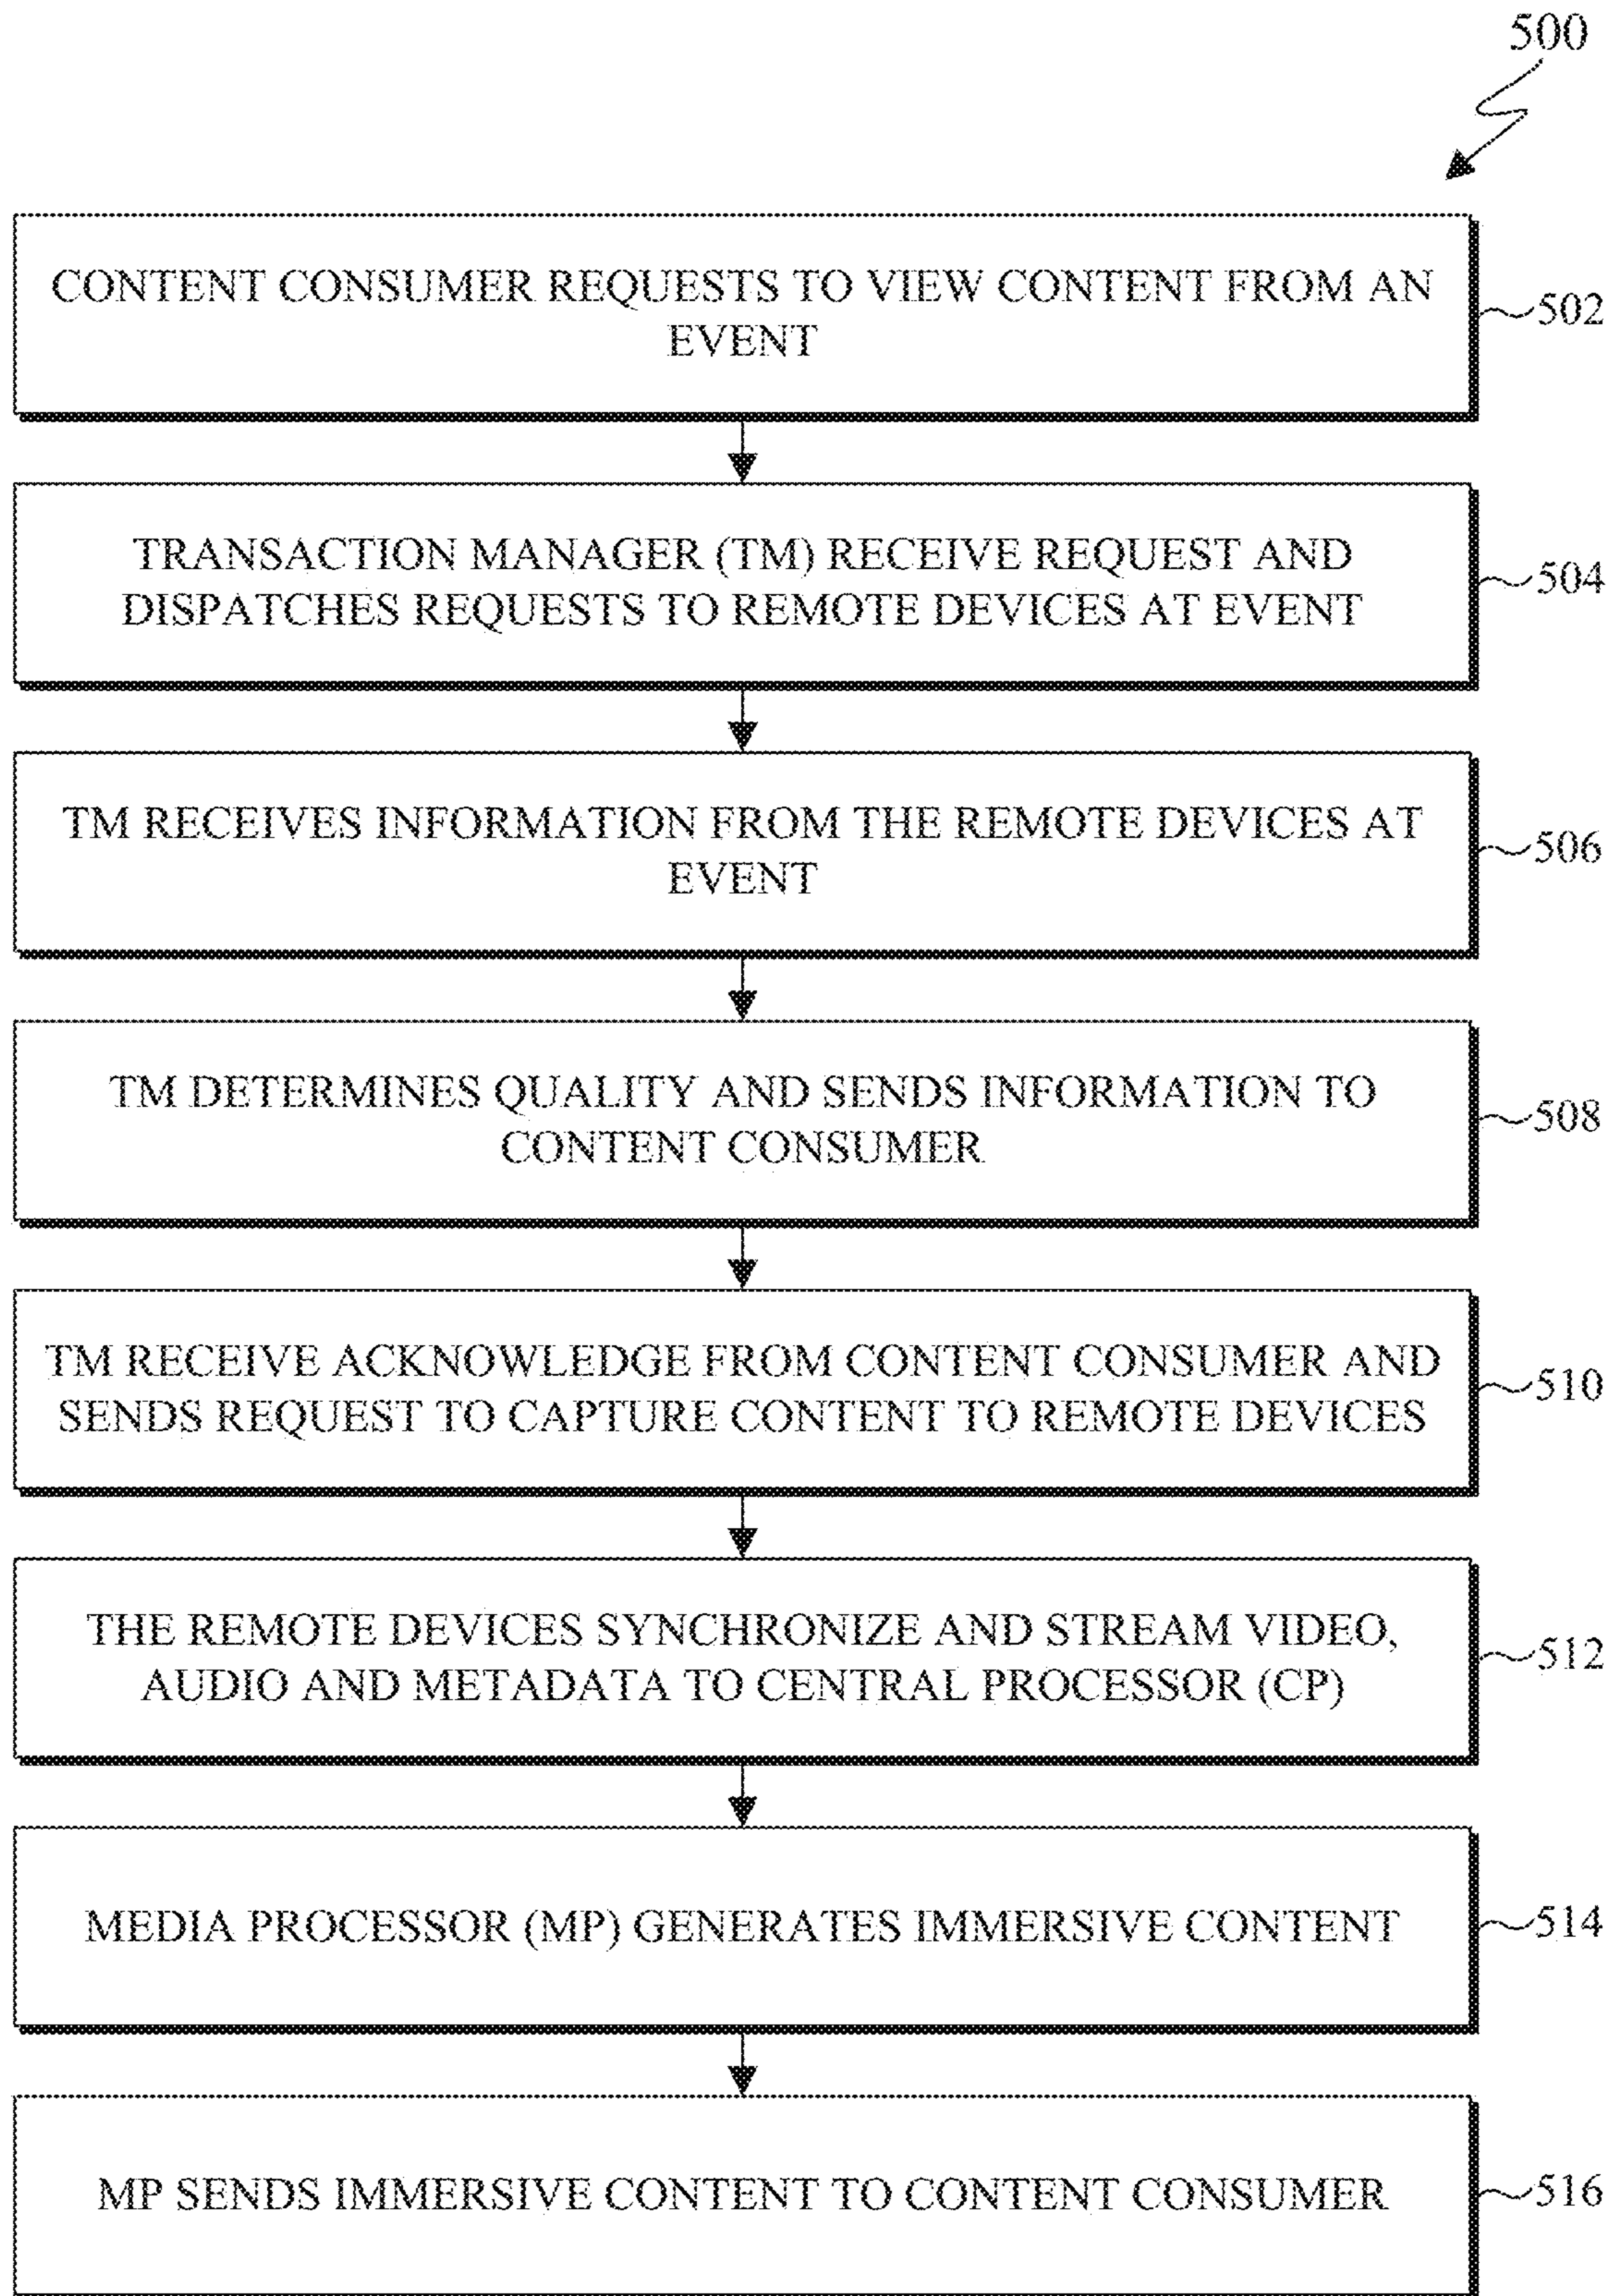 500
CONTENT CONSUMER REQUESTS TO VIEW CONTENT FROM AN
EVENT
502
TRANSACTION MANAGER (TM) RECEIVE REQUEST AND
DISPATCHES REQUESTS TO REMOTE DEVICES AT EVENT
504
TM RECEIVES INFORMATION FROM THE REMOTE DEVICES AT
EVENT
506
TM DETERMINES QUALITY AND SENDS INFORMATION TO
CONTENT CONSUMER
508
TM RECEIVE ACKNOWLEDGE FROM CONTENT CONSUMER AND
SENDS REQUEST TO CAPTURE CONTENT TO REMOTE DEVICES
510
THE REMOTE DEVICES SYNCHRONIZE AND STREAM VIDEO,
AUDIO AND METADATA TO CENTRAL PROCESSOR (CP)
512
MEDIA PROCESSOR (MP) GENERATES IMMERSIVE CONTENT
514
MP SENDS IMMERSIVE CONTENT TO CONTENT CONSUMER
516